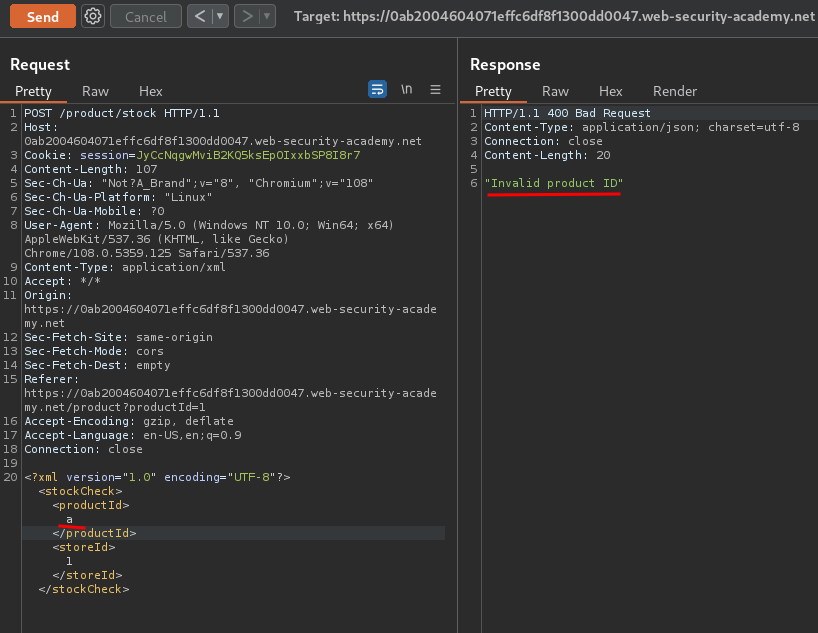 Send Cancel < > Target: https://0ab2004604071effc6df8f1300dd0047.web-security-academy.net
Request
Pretty Raw Hex \n
1 POST /product/stock HTTP/1.1
2 Host:
0ab2004604071effc6df8f1300dd0047.web-security-academy.net
3 Cookie: session=JyCcNqgwMviB2KQ5ksEpOIxxbSP8I8r7
4 Content-Length: 107
5 Sec-Ch-Ua: "Not?A_Brand";v="8", "Chromium";v="108"
6 Sec-Ch-Ua-Platform: "Linux"
7 Sec-Ch-Ua-Mobile: ?0
8 User-Agent: Mozilla/5.0 (Windows NT 10.0; Win64; x64)
AppleWebKit/537.36 (KHTML, like Gecko)
Chrome/108.0.5359.125 Safari/537.36
9 Content-Type: application/xml
10 Accept: */*
11 Origin:
https://0ab2004604071effc6df8f1300dd0047.web-security-acade
my.net
12 Sec-Fetch-Site: same-origin
13 Sec-Fetch-Mode: cors
14 Sec-Fetch-Dest: empty
15 Referer:
https://0ab2004604071effc6df8f1300dd0047.web-security-acade
my.net/product?productId=1
16 Accept-Encoding: gzip, deflate
17 Accept-Language: en-US,en;q=0.9
18 Connection: close
19
20 <?xml version="1.0" encoding="UTF-8"?>
<stockCheck>
<productId>
a
</productId>
<storeId>
1
</storeId>
</stockCheck>
Response
Pretty Raw Hex Render
1 HTTP/1.1 400 Bad Request
2 Content-Type: application/json; charset=utf-8
3 Connection: close
4 Content-Length: 20
5
6 "Invalid product ID"